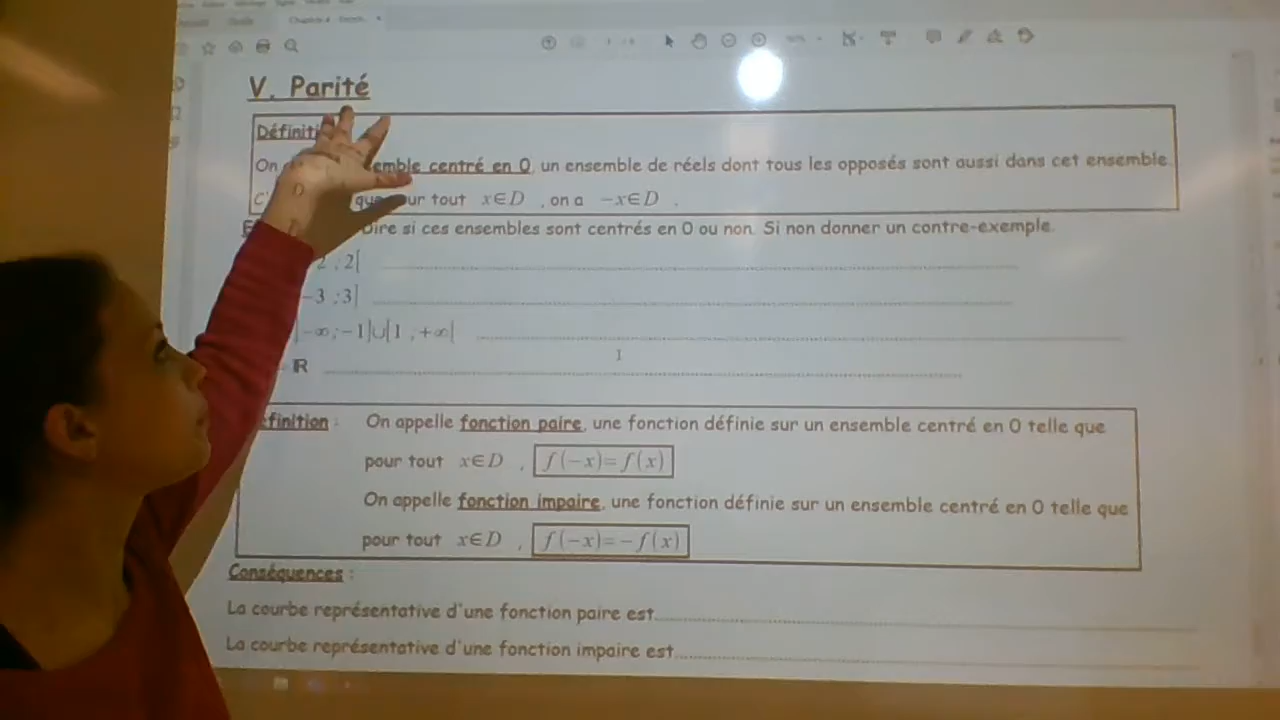 V. Parité
Définiti
On emble centré en 0, un ensemble de réels dont tous les opposés sont aussi dans cet ensemble.
C' que pour tout x∈D , on a −x∈D .
Dire si ces ensembles sont centrés en 0 ou non. Si non donner un contre-exemple.
2 ; 2[
−3 ; 3]
]−∞ ; −1]∪[1 ; +∞[
ℝ
finition : On appelle fonction paire, une fonction définie sur un ensemble centré en 0 telle que
pour tout x∈D , f(−x)=f(x)
On appelle fonction impaire, une fonction définie sur un ensemble centré en 0 telle que
pour tout x∈D , f(−x)=−f(x)
Conséquences :
La courbe représentative d'une fonction paire est
La courbe représentative d'une fonction impaire est